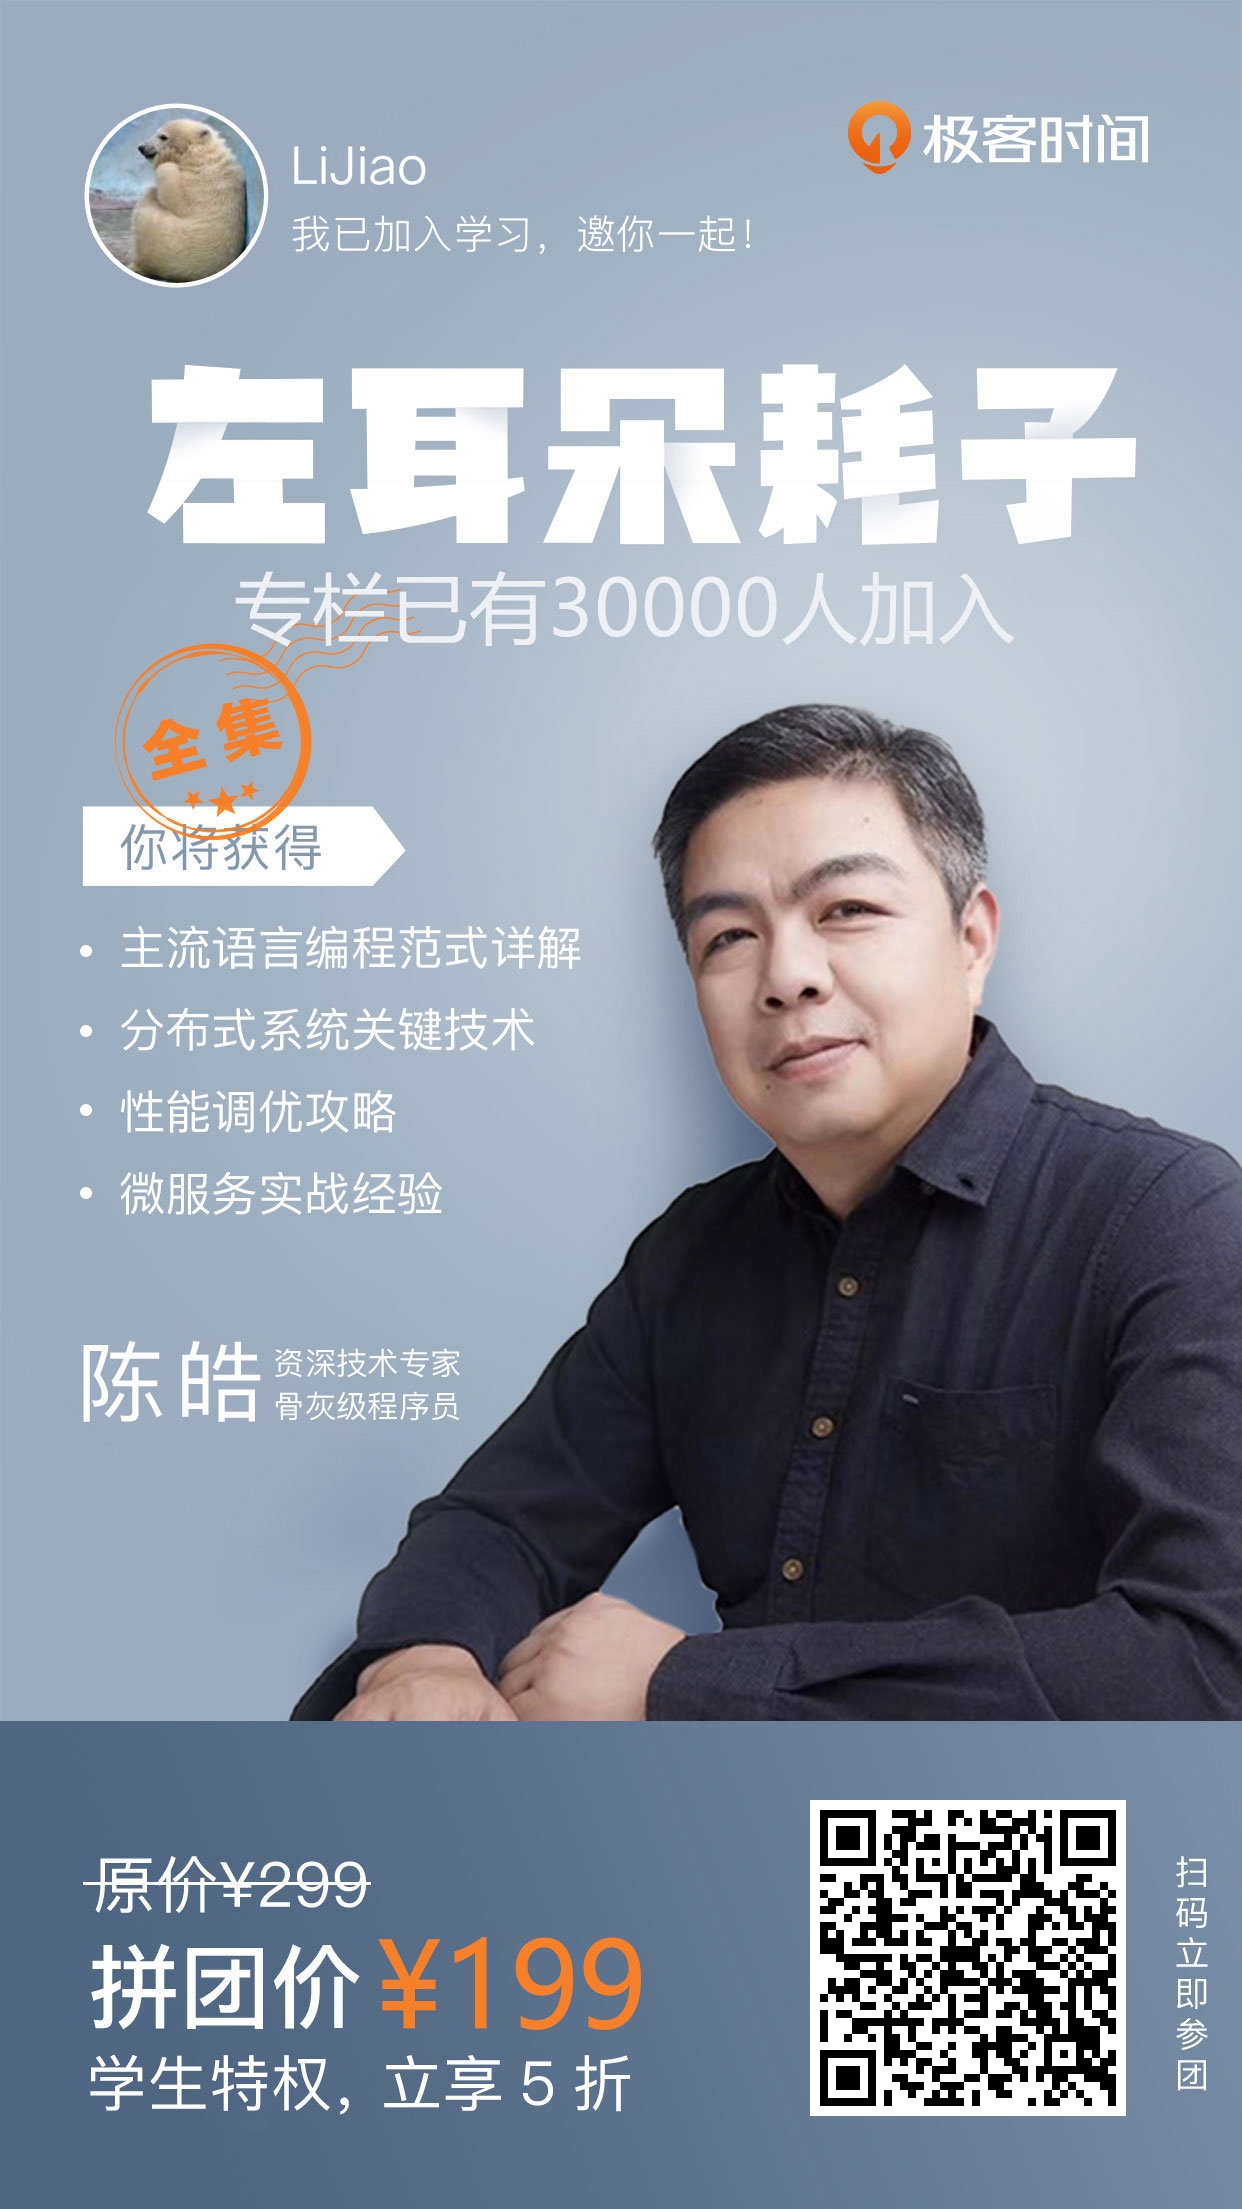 LiJiao
我已加入学习，邀你一起！
极客时间
左耳朵耗子
专栏已有30000人加入
全集
你将获得
• 主流语言编程范式详解
• 分布式系统关键技术
• 性能调优攻略
• 微服务实战经验
陈皓
资深技术专家
骨灰级程序员
原价¥299
拼团价¥199
学生特权，立享 5 折
扫码立即参团